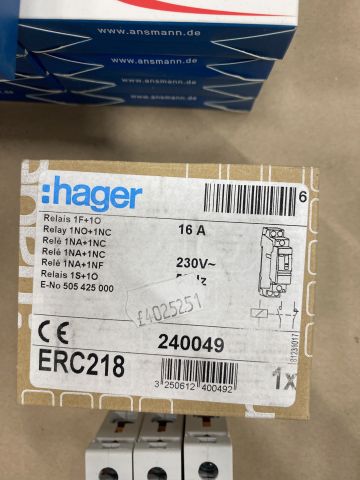 www.ansmann.de
www.ansmann.de
www.ansmann.de
www.ansmann.de
:hager
6
Relais 1F+1O
Relay 1NO+1NC
Relé 1NA+1NC
Relè 1NA+1NC
Relé 1NA+1NF
Relais 1S+1O
E-No 505 425 000
16 A
230V~
Hz
£4025251
CE
240049
ERC218
3 250612 400492
1x